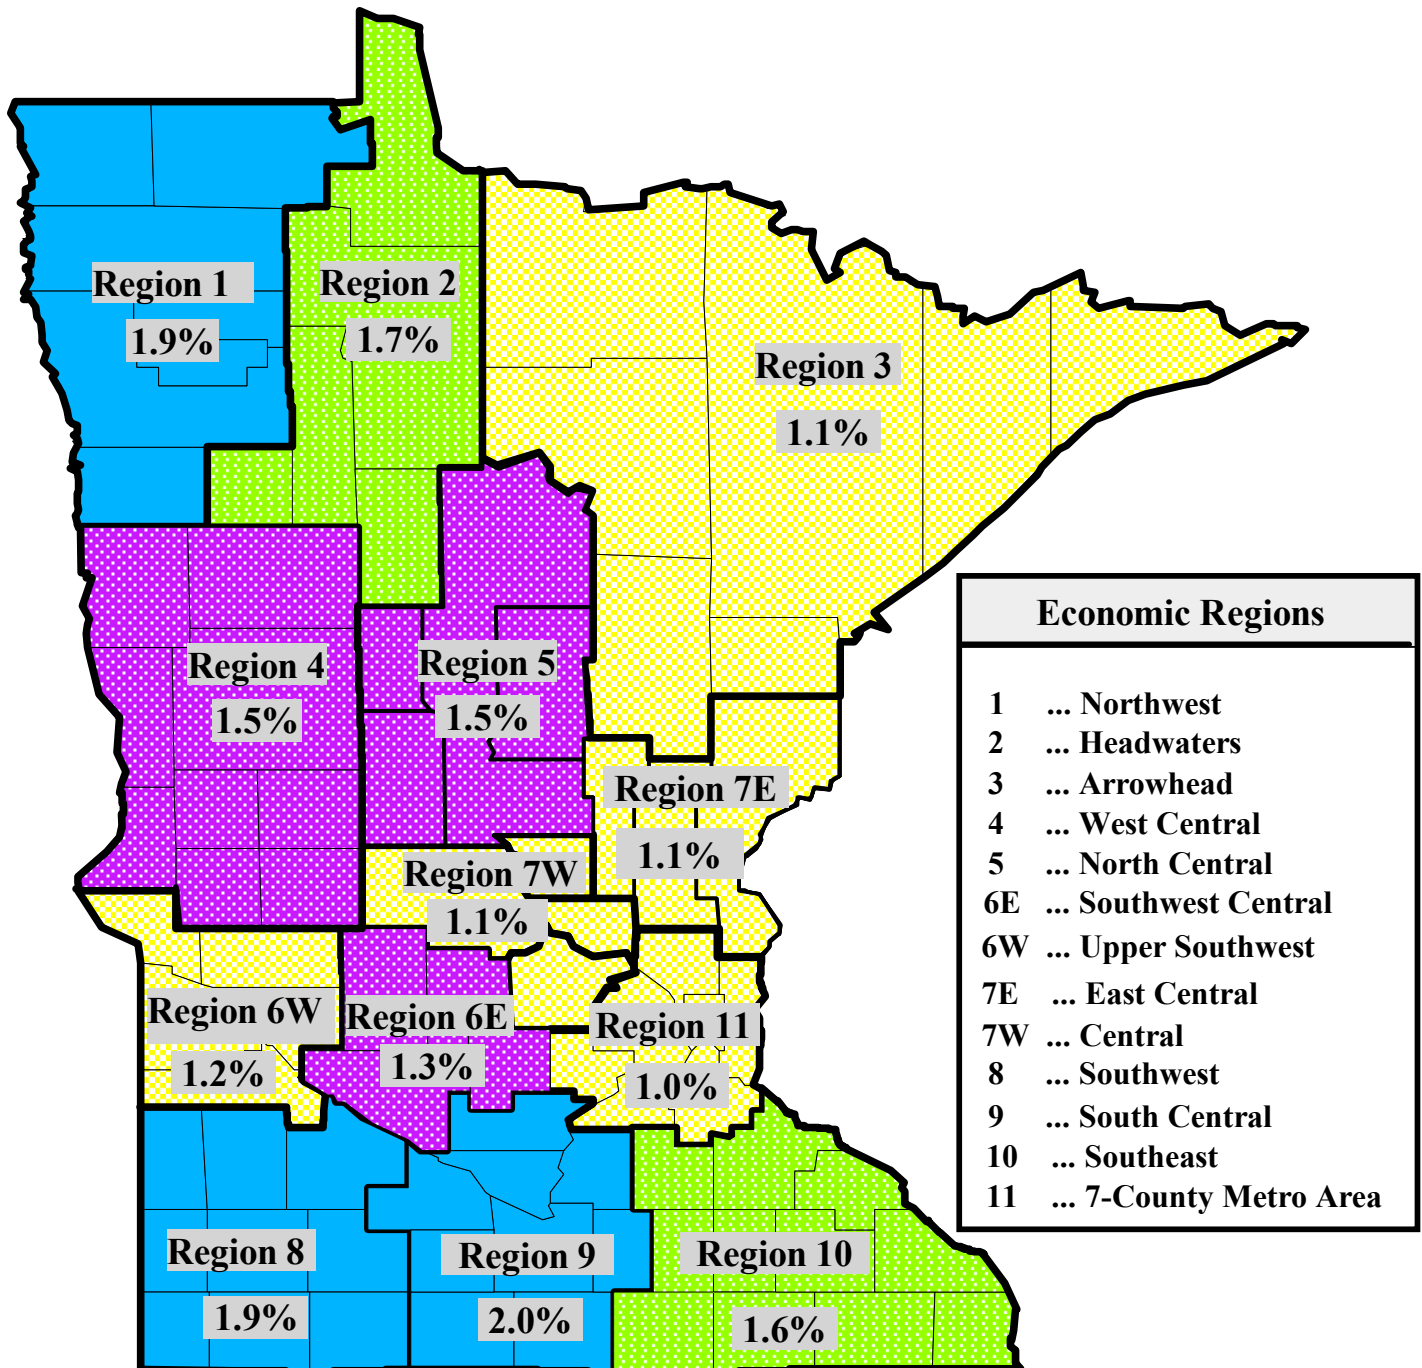 Region 1
1.9%
Region 2
1.7%
Region 3
1.1%
Region 4
1.5%
Region 5
1.5%
Region 7E
1.1%
Region 7W
1.1%
Region 6W
1.2%
Region 6E
1.3%
Region 11
1.0%
Region 8
1.9%
Region 9
2.0%
Region 10
1.6%
Economic Regions
1 ... Northwest
2 ... Headwaters
3 ... Arrowhead
4 ... West Central
5 ... North Central
6E ... Southwest Central
6W ... Upper Southwest
7E ... East Central
7W ... Central
8 ... Southwest
9 ... South Central
10 ... Southeast
11 ... 7-County Metro Area